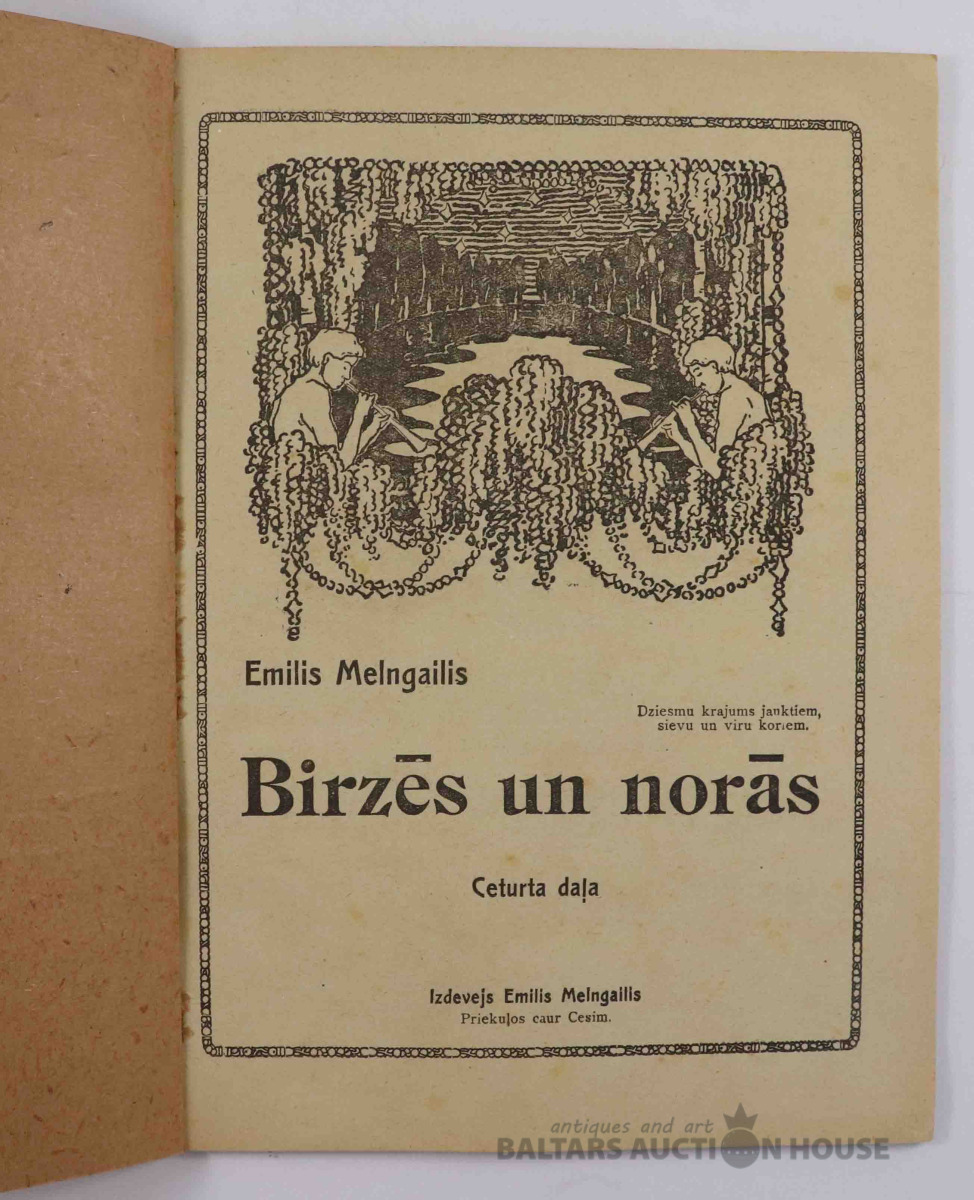 Emilis Melngailis
Dziesmu krajums jauktiem,
sievu un viru koriem.
Birzēs un norās
Ceturta daļa
Izdevejs Emilis Melngailis
Priekuļos caur Cesim.
antiques and art
BALTARS AUCTION HOUSE